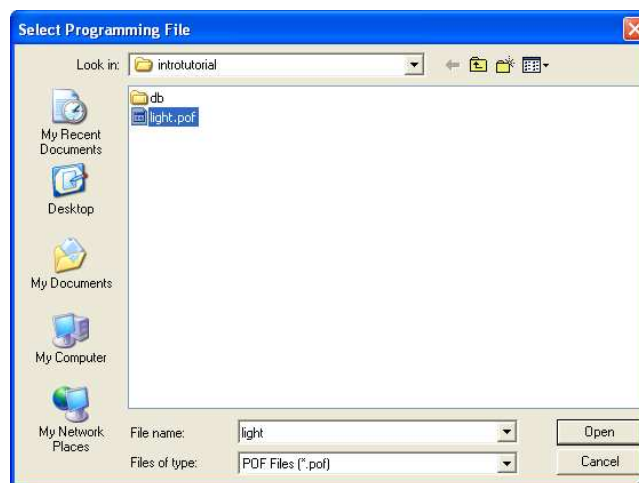 Select Programming File
Look in: introtutorial
db
light.pof
My Recent
Documents
Desktop
My Documents
My Computer
My Network
Places
File name: light Open
Files of type: POF Files (*.pof) Cancel